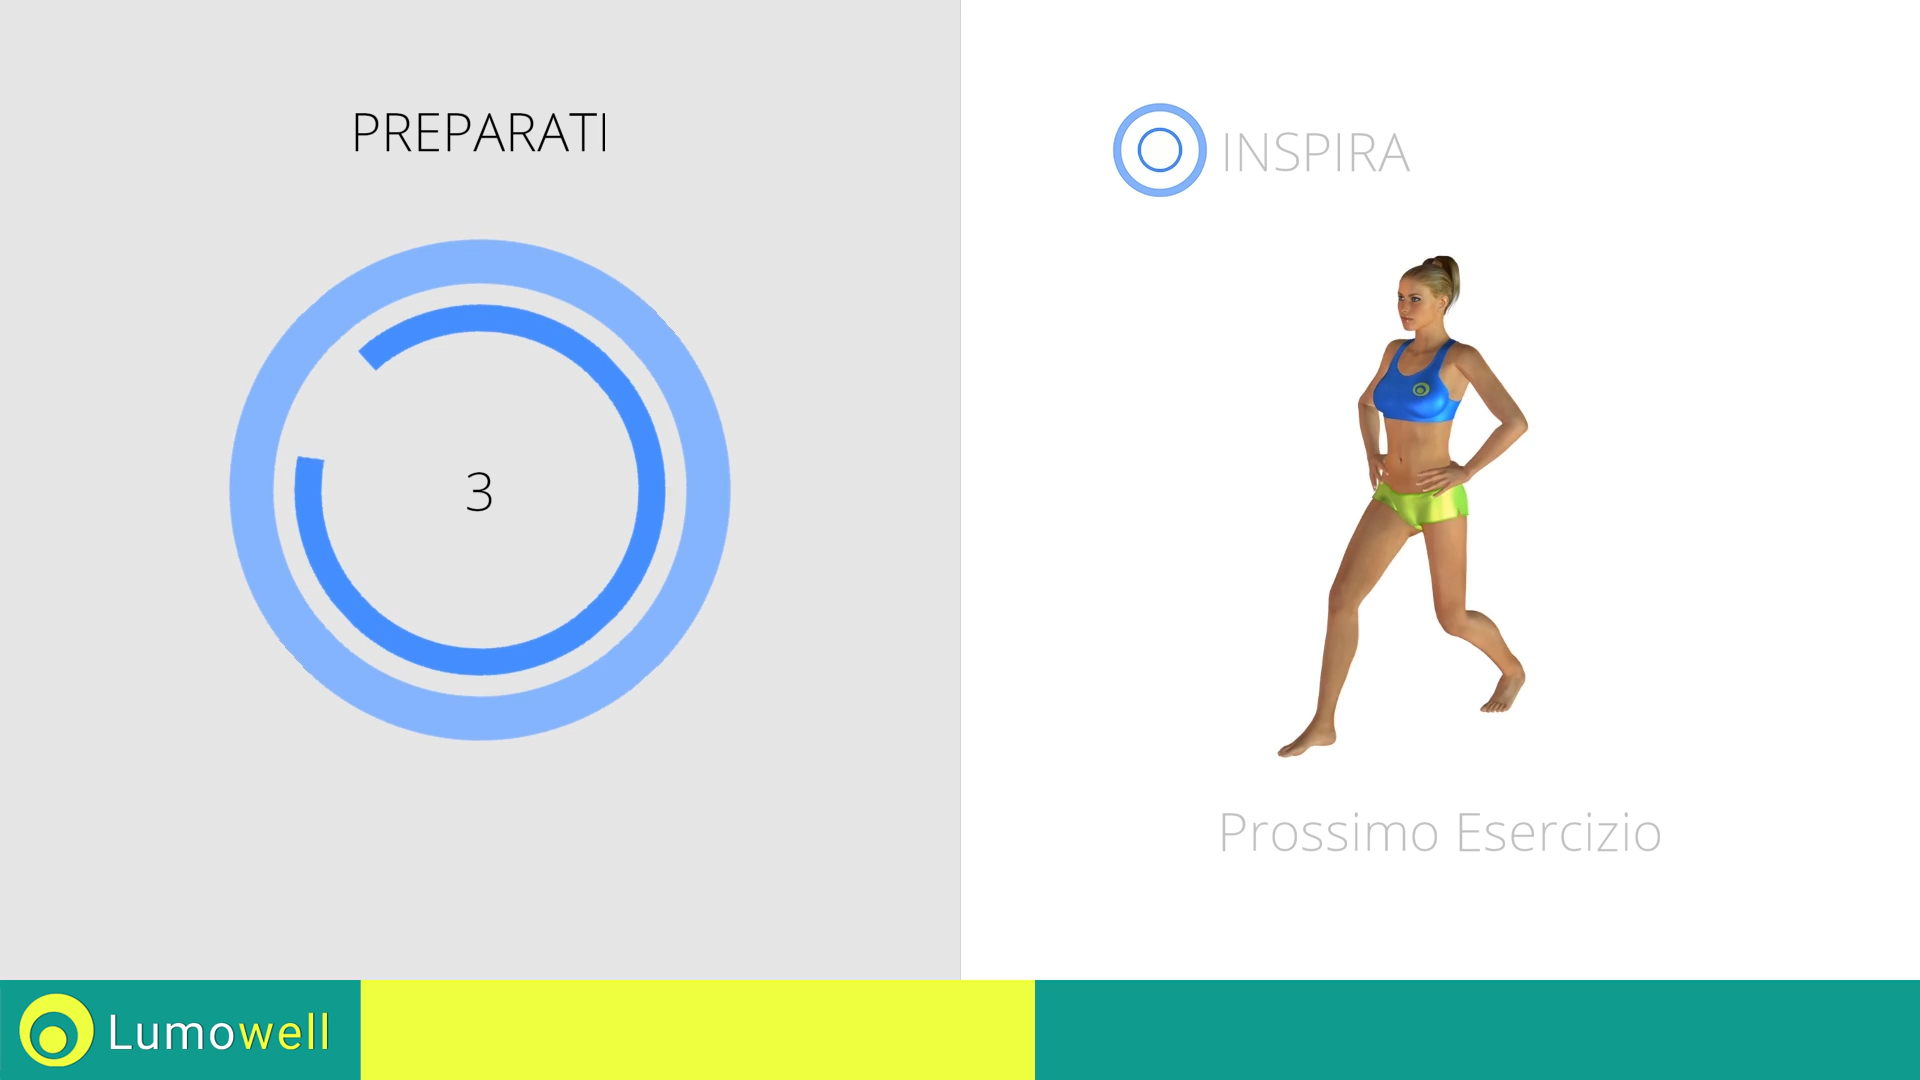 PREPARATI
3
INSPIRA
Prossimo Esercizio
Lumowell